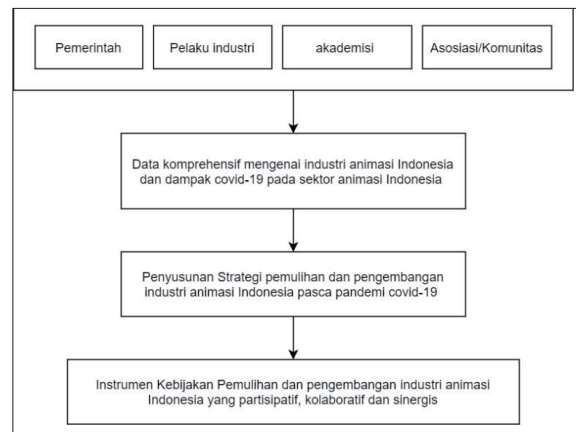 Pemerintah
Pelaku industri
akademisi
Asosiasi/Komunitas
Data komprehensif mengenai industri animasi Indonesia
dan dampak covid-19 pada sektor animasi Indonesia
Penyusunan Strategi pemulihan dan pengembangan
industri animasi Indonesia pasca pandemi covid-19
Instrumen Kebijakan Pemulihan dan pengembangan industri animasi
Indonesia yang partisipatif, kolaboratif dan sinergis